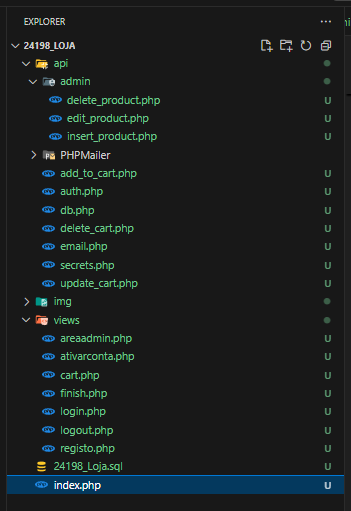 EXPLORER
24198_LOJA
api
admin
delete_product.php U
edit_product.php U
insert_product.php U
PHPMailer
add_to_cart.php U
auth.php U
db.php U
delete_cart.php U
email.php U
secrets.php U
update_cart.php U
img
views
areaadmin.php U
ativarconta.php U
cart.php U
finish.php U
login.php U
logout.php U
registo.php U
24198_Loja.sql U
index.php U